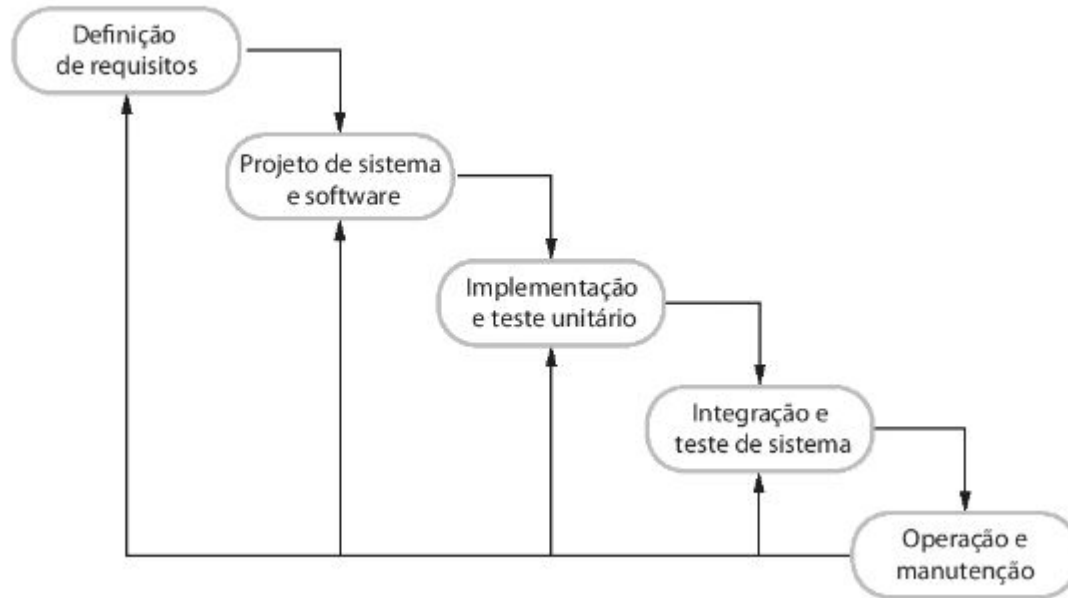 Definição
de requisitos
Projeto de sistema
e software
Implementação
e teste unitário
Integração e
teste de sistema
Operação e
manutenção